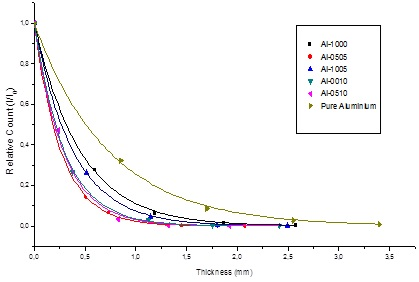 Relative Count (I/I₀)
1.0
0.8
0.6
0.4
0.2
0.0
0.0 0.5 1.0 1.5 2.0 2.5 3.0 3.5
Thickness (mm)
Al-1000
Al-0505
Al-1005
Al-0010
Al-0510
Pure Aluminium